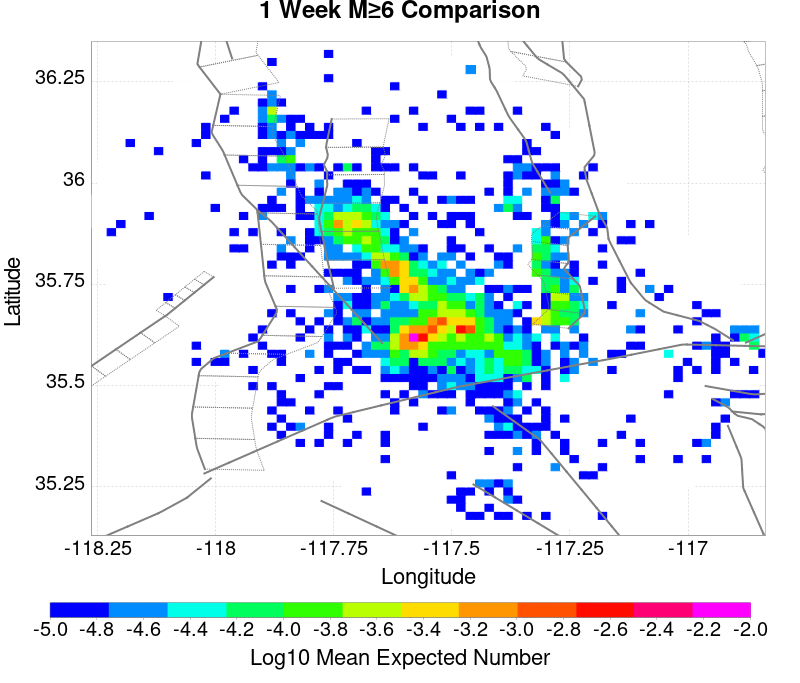 1 Week M≥6 Comparison
36.25
36
35.75
35.5
35.25
Latitude
-118.25 -118 -117.75 -117.5 -117.25 -117
Longitude
-5.0 -4.8 -4.6 -4.4 -4.2 -4.0 -3.8 -3.6 -3.4 -3.2 -3.0 -2.8 -2.6 -2.4 -2.2 -2.0
Log10 Mean Expected Number